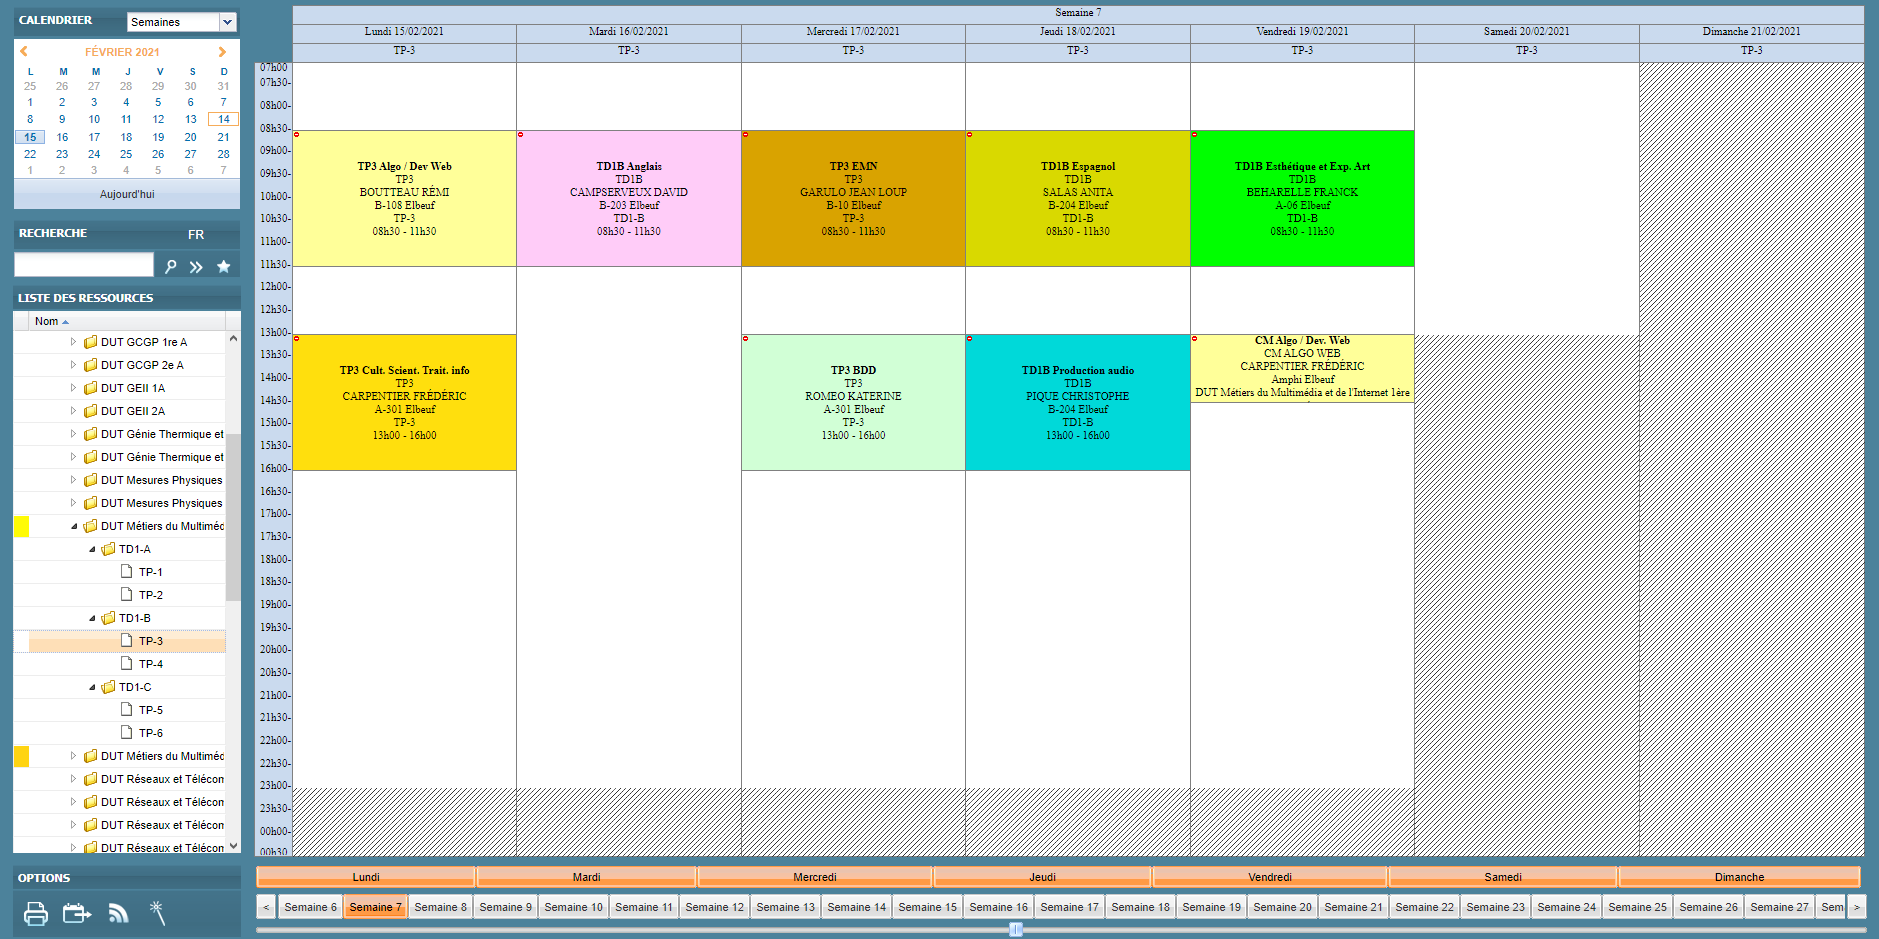 CALENDRIER
Semaines
FÉVRIER 2021
L M M J V S D
25 26 27 28 29 30 31
1 2 3 4 5 6 7
8 9 10 11 12 13 14
15 16 17 18 19 20 21
22 23 24 25 26 27 28
1 2 3 4 5 6 7
Aujourd'hui
RECHERCHE FR
LISTE DES RESSOURCES
Nom
DUT GCGP 1re A
DUT GCGP 2e A
DUT GEII 1A
DUT GEII 2A
DUT Génie Thermique et
DUT Génie Thermique et
DUT Mesures Physiques
DUT Mesures Physiques
DUT Métiers du Multiméd
TD1-A
TP-1
TP-2
TD1-B
TP-3
TP-4
TD1-C
TP-5
TP-6
DUT Métiers du Multiméd
DUT Réseaux et Télécom
DUT Réseaux et Télécom
DUT Réseaux et Télécom
DUT Réseaux et Télécom
OPTIONS
Semaine 7
Lundi 15/02/2021 Mardi 16/02/2021 Mercredi 17/02/2021 Jeudi 18/02/2021 Vendredi 19/02/2021 Samedi 20/02/2021 Dimanche 21/02/2021
TP-3 TP-3 TP-3 TP-3 TP-3 TP-3 TP-3
07h00
07h30-
08h00-
08h30-
09h00-
09h30-
10h00-
10h30-
11h00-
11h30-
12h00-
12h30-
13h00-
13h30-
14h00-
14h30-
15h00-
15h30-
16h00-
16h30-
17h00-
17h30-
18h00-
18h30-
19h00-
19h30-
20h00-
20h30-
21h00-
21h30-
22h00-
22h30-
23h00-
23h30-
00h00-
00h30
TP3 Algo / Dev Web
TP3
BOUTTEAU RÉMI
B-108 Elbeuf
TP-3
08h30 - 11h30
TD1B Anglais
TD1B
CAMPSERVEUX DAVID
B-203 Elbeuf
TD1-B
08h30 - 11h30
TP3 EMN
TP3
GARULO JEAN LOUP
B-10 Elbeuf
TP-3
08h30 - 11h30
TD1B Espagnol
TD1B
SALAS ANITA
B-204 Elbeuf
TD1-B
08h30 - 11h30
TD1B Esthétique et Exp. Art
TD1B
BEHARELLE FRANCK
A-06 Elbeuf
TD1-B
08h30 - 11h30
TP3 Cult. Scient. Trait. info
TP3
CARPENTIER FRÉDÉRIC
A-301 Elbeuf
TP-3
13h00 - 16h00
TP3 BDD
TP3
ROMEO KATERINE
A-301 Elbeuf
TP-3
13h00 - 16h00
TD1B Production audio
TD1B
PIQUE CHRISTOPHE
B-204 Elbeuf
TD1-B
13h00 - 16h00
CM Algo / Dev. Web
CM ALGO WEB
CARPENTIER FRÉDÉRIC
Amphi Elbeuf
DUT Métiers du Multimédia et de l'Internet 1ère
Lundi Mardi Mercredi Jeudi Vendredi Samedi Dimanche
< Semaine 6 Semaine 7 Semaine 8 Semaine 9 Semaine 10 Semaine 11 Semaine 12 Semaine 13 Semaine 14 Semaine 15 Semaine 16 Semaine 17 Semaine 18 Semaine 19 Semaine 20 Semaine 21 Semaine 22 Semaine 23 Semaine 24 Semaine 25 Semaine 26 Semaine 27 Sem >